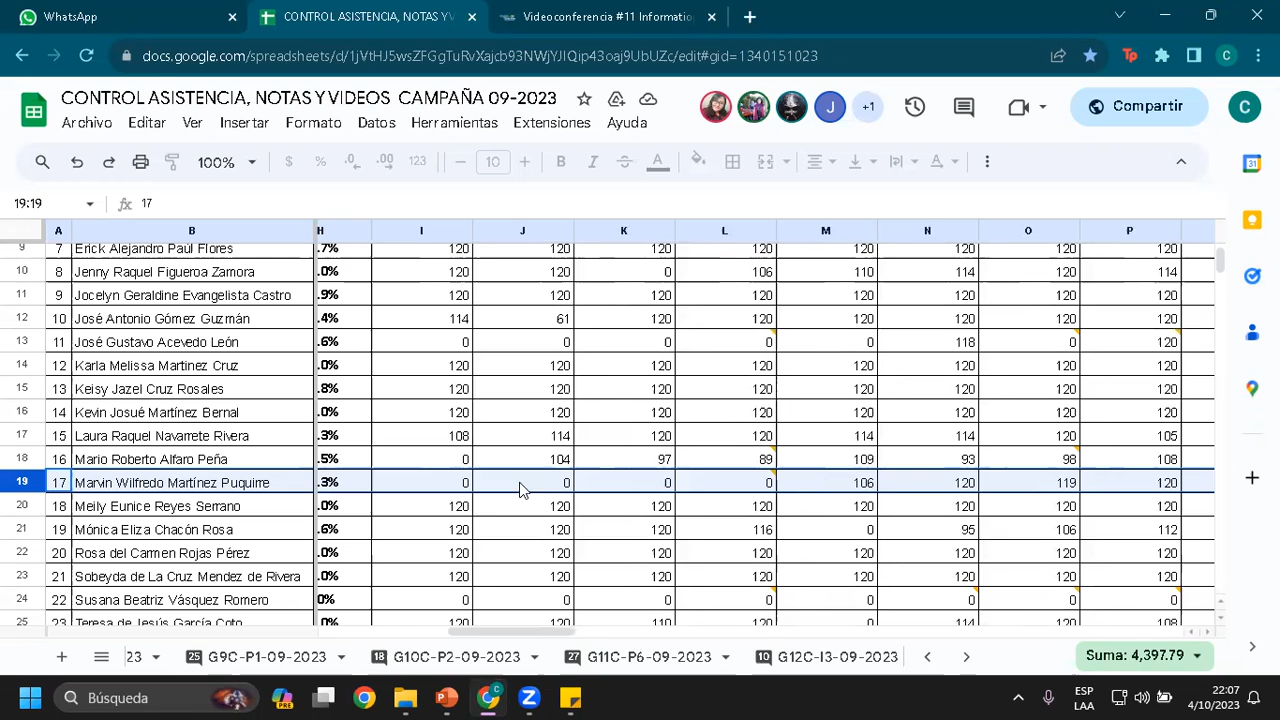 WhatsApp
CONTROL ASISTENCIA, NOTAS Y V
Videoconferencia #11 Informatio
docs.google.com/spreadsheets/d/1jVtHJ5wsZFGgTuRvXajcb93NWjYJIQip43oaj9UbUZc/edit#gid=1340151023
CONTROL ASISTENCIA, NOTAS Y VIDEOS CAMPAÑA 09-2023
J +1 Compartir C
Archivo Editar Ver Insertar Formato Datos Herramientas Extensiones Ayuda
100% $ % .0 .00 123 10 B I S A
19:19 fx 17
A B H I J K L M N O P
9 7 Erick Alejandro Paúl Flores .7% 120 120 120 120 120 120 120 120
10 8 Jenny Raquel Figueroa Zamora .0% 120 120 0 106 110 114 120 114
11 9 Jocelyn Geraldine Evangelista Castro .9% 120 120 120 120 120 120 120 120
12 10 José Antonio Gómez Guzmán .4% 114 61 120 120 120 120 120 120
13 11 José Gustavo Acevedo León .6% 0 0 0 0 0 118 0 120
14 12 Karla Melissa Martinez Cruz .0% 120 120 120 120 120 120 120 120
15 13 Keisy Jazel Cruz Rosales .8% 120 120 120 120 120 120 120 120
16 14 Kevin Josué Martínez Bernal .0% 120 120 120 120 120 120 120 120
17 15 Laura Raquel Navarrete Rivera .3% 108 114 120 120 114 114 120 105
18 16 Mario Roberto Alfaro Peña .5% 0 104 97 89 109 93 98 108
19 17 Marvin Wilfredo Martínez Puquirre .3% 0 0 0 0 106 120 119 120
20 18 Meily Eunice Reyes Serrano .0% 120 120 120 120 120 120 120 120
21 19 Mónica Eliza Chacón Rosa .6% 120 120 120 116 0 95 106 112
22 20 Rosa del Carmen Rojas Pérez .0% 120 120 120 120 120 120 120 120
23 21 Sobeyda de La Cruz Mendez de Rivera .0% 120 120 120 120 120 120 120 120
24 22 Susana Beatriz Vásquez Romero 0% 0 0 0 0 0 0 0 0
25 23 Teresa de Jesús García Coto .0% 120 120 110 120 0 114 120 108
23 25 G9C-P1-09-2023 18 G10C-P2-09-2023 27 G11C-P6-09-2023 10 G12C-I3-09-2023 Suma: 4,397.79
Búsqueda ESP LAA 22:07 4/10/2023